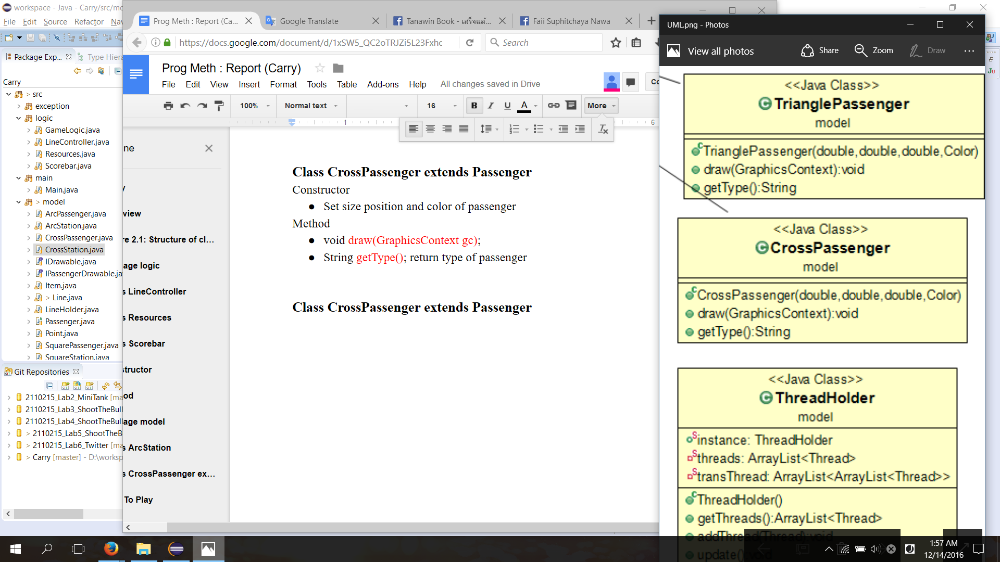 workspace - Java - Carry/src/mo
File Edit Source Refactor Nav
Package Exp... Type Hiera
Carry
> src
exception
logic
GameLogic.java
LineController.java
Resources.java
Scorebar.java
main
Main.java
> model
ArcPassenger.java
ArcStation.java
CrossPassenger.java
CrossStation.java
IDrawable.java
IPassengerDrawable.ja
Item.java
> Line.java
LineHolder.java
Passenger.java
Point.java
SquarePassenger.java
SquareStation.java
Git Repositories
2110215_Lab2_MiniTank [ma
2110215_Lab3_ShootTheBull
2110215_Lab4_ShootTheBull
> 2110215_Lab5_ShootTheB
> 2110215_Lab6_Twitter [ma
> Carry [master] - D:\worksp
Prog Meth : Report (Ca... Google Translate Tanawin Book - เสร็จแล้... Faii Suphitchaya Nawa
https://docs.google.com/document/d/1xSW5_QC2oTRJZi5L23Fxhc Search
Prog Meth : Report (Carry)
File Edit View Insert Format Tools Table Add-ons Help All changes saved in Drive
100% Normal text 16 B I U A More
1 6
ne
y
view
re 2.1: Structure of cl...
age logic
s LineController
s Resources
s Scorebar
structor
od
age model
s ArcStation
s CrossPassenger ex...
To Play
Class CrossPassenger extends Passenger
Constructor
● Set size position and color of passenger
Method
● void draw(GraphicsContext gc);
● String getType(); return type of passenger
Class CrossPassenger extends Passenger
UML.png - Photos
View all photos Share Zoom Draw
<<Java Class>>
TrianglePassenger
model
TrianglePassenger(double,double,double,Color)
draw(GraphicsContext):void
getType():String
<<Java Class>>
CrossPassenger
model
CrossPassenger(double,double,double,Color)
draw(GraphicsContext):void
getType():String
<<Java Class>>
ThreadHolder
model
instance: ThreadHolder
threads: ArrayList<Thread>
transThread: ArrayList<ArrayList<Thread>>
ThreadHolder()
getThreads():ArrayList<Thread>
addThread(Thread):void
update():void
1:57 AM
12/14/2016